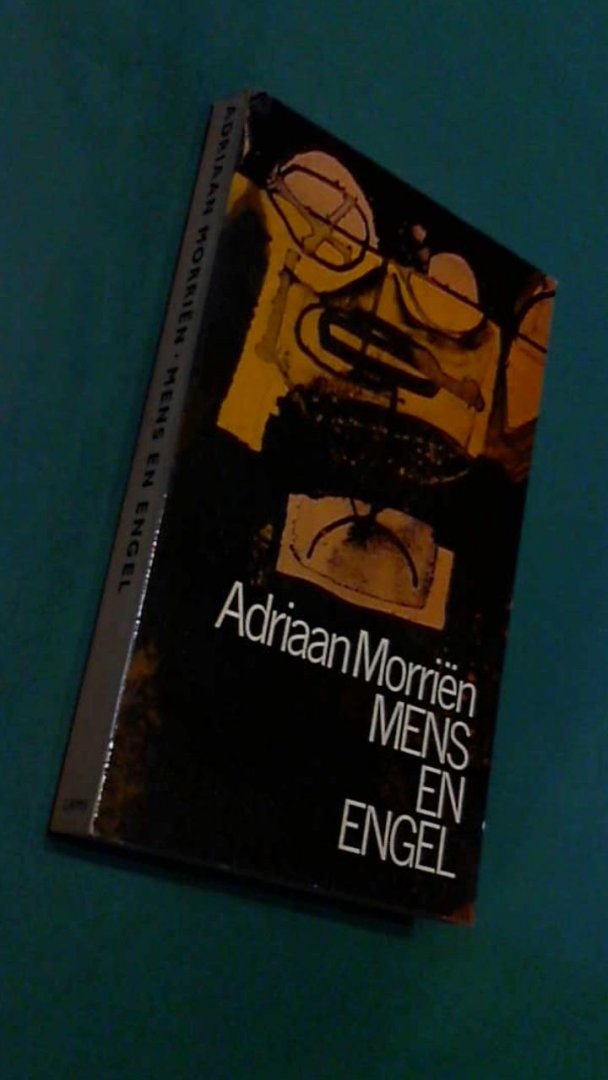 ADRIAAN MORRIËN · MENS EN ENGEL
Adriaan Morriën
MENS
EN
ENGEL